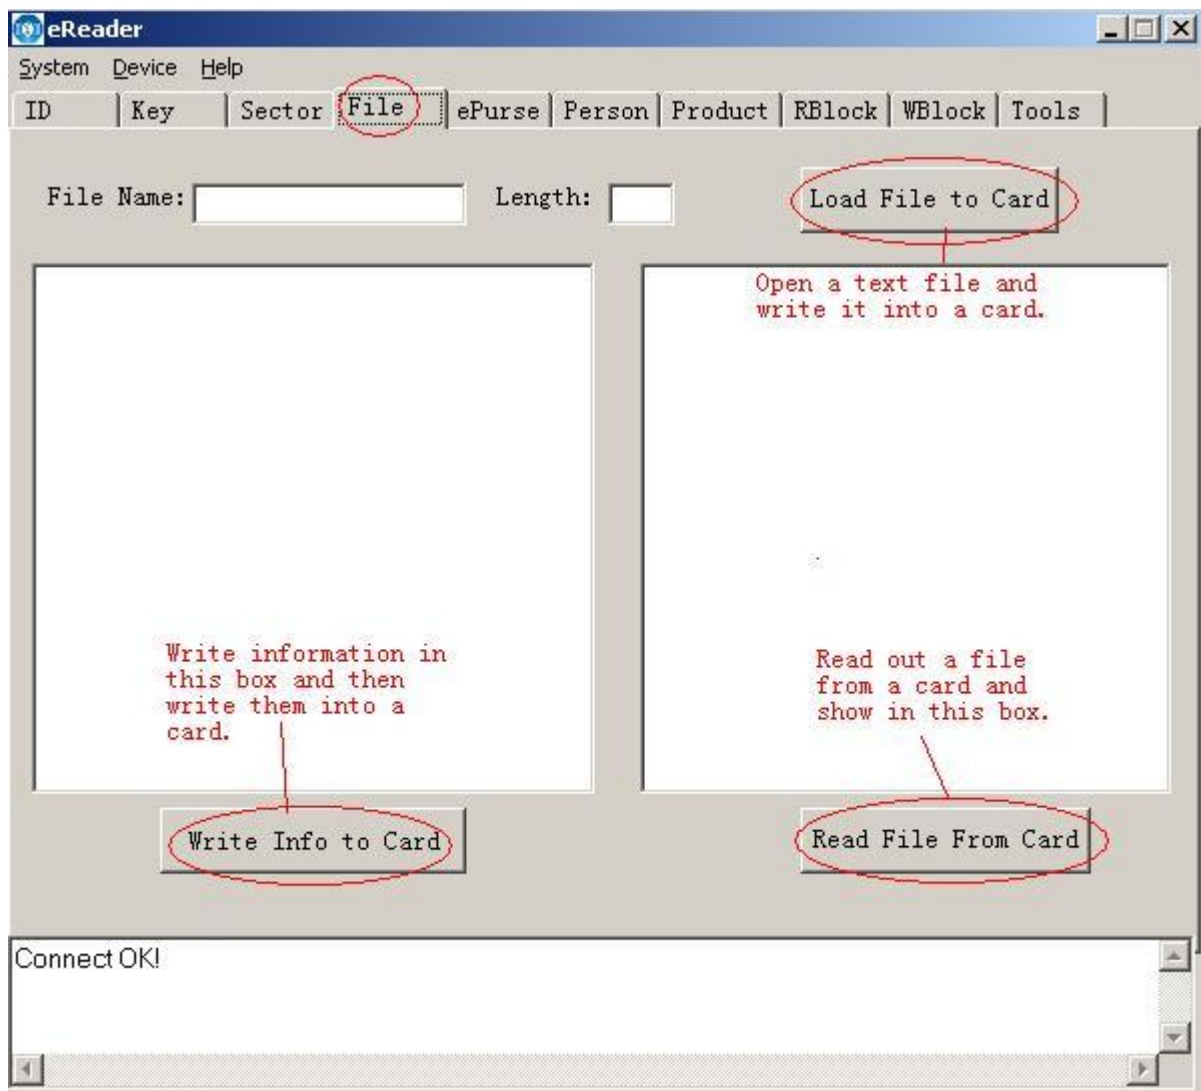 eReader
System Device Help
ID Key Sector File ePurse Person Product RBlock WBlock Tools
File Name: Length: Load File to Card
Open a text file and
write it into a card.
Write information in
this box and then
write them into a
card.
Read out a file
from a card and
show in this box.
Write Info to Card
Read File From Card
Connect OK!